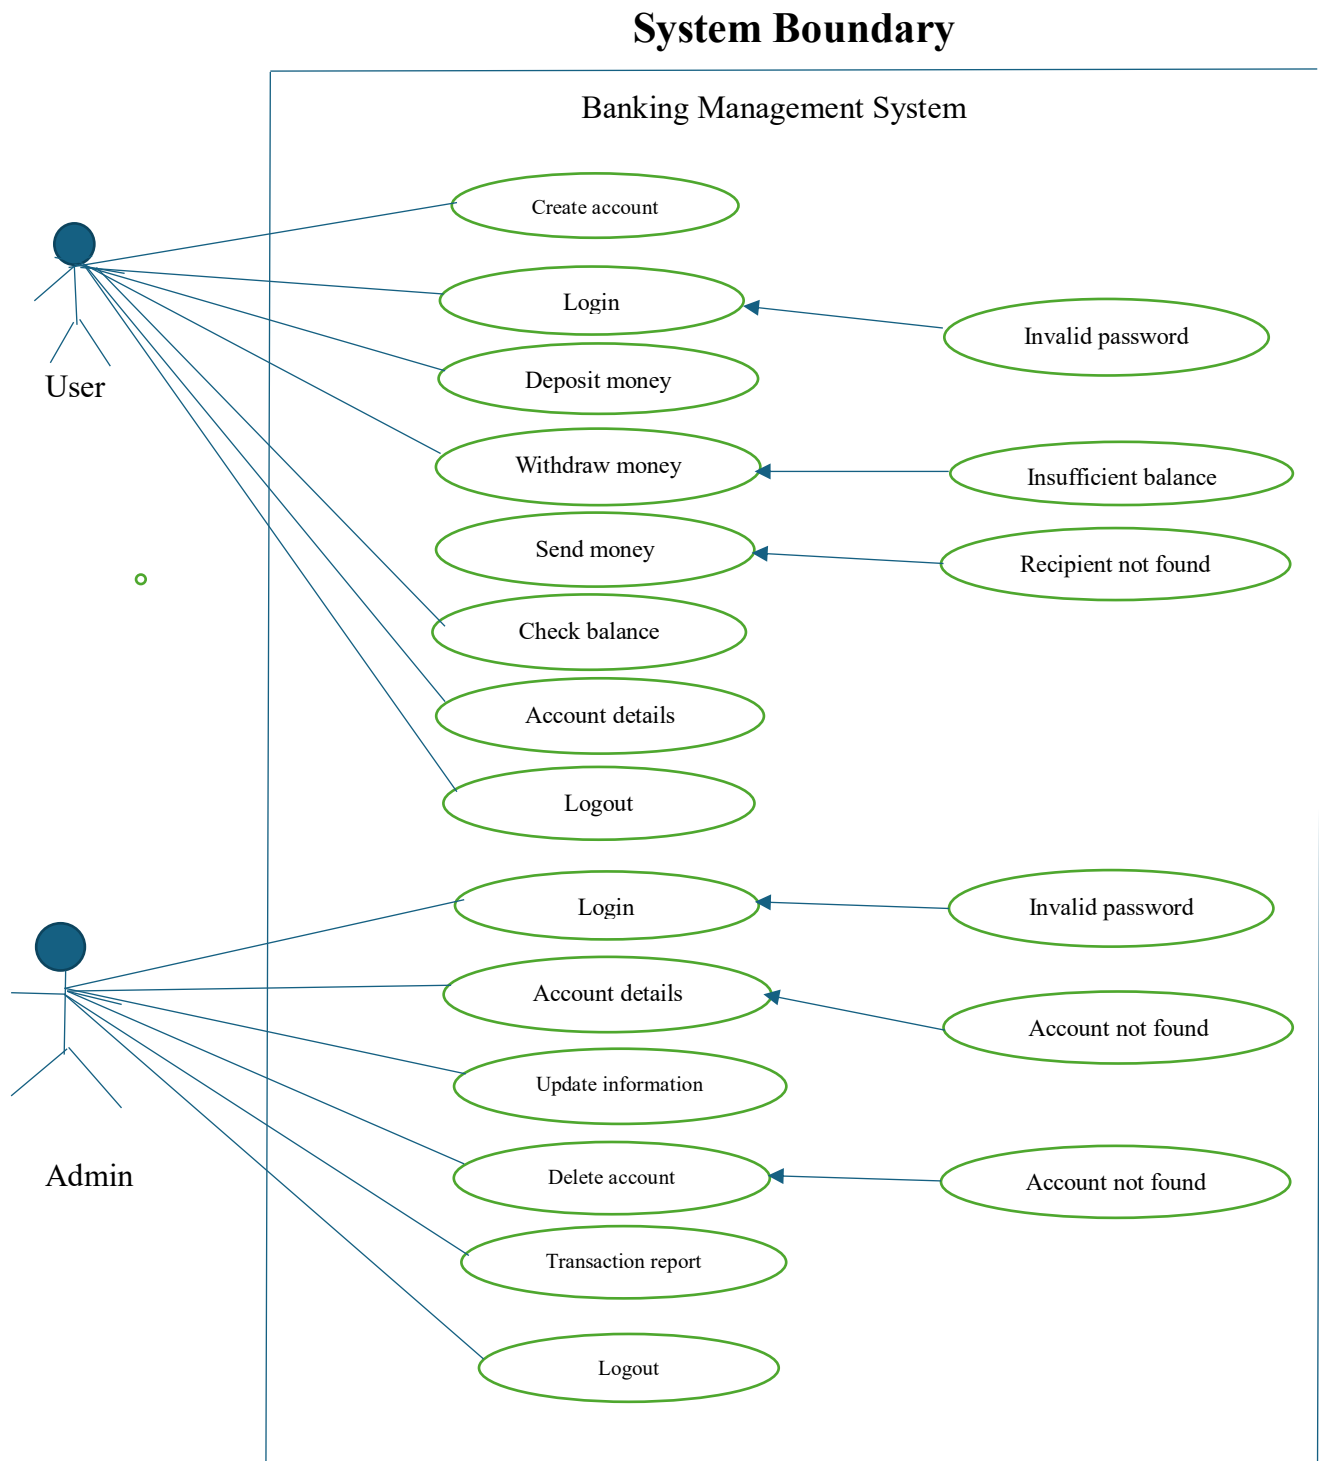 System Boundary
Banking Management System
Create account
Login
Invalid password
Deposit money
User
Withdraw money
Insufficient balance
Send money
Recipient not found
Check balance
Account details
Logout
Login
Invalid password
Account details
Account not found
Update information
Admin
Delete account
Account not found
Transaction report
Logout